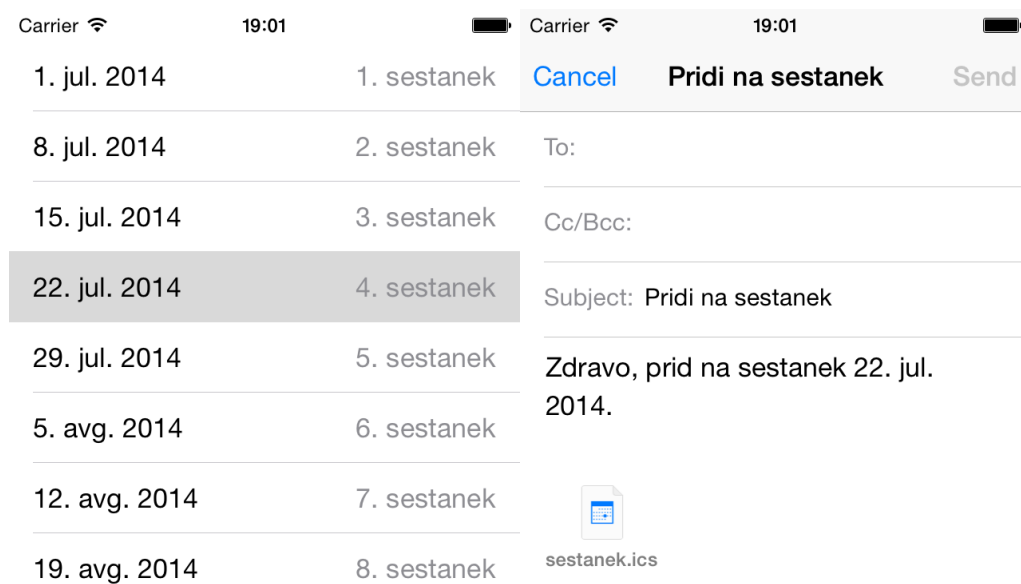 Carrier 19:01
1. jul. 2014 1. sestanek
8. jul. 2014 2. sestanek
15. jul. 2014 3. sestanek
22. jul. 2014 4. sestanek
29. jul. 2014 5. sestanek
5. avg. 2014 6. sestanek
12. avg. 2014 7. sestanek
19. avg. 2014 8. sestanek
Carrier 19:01
Cancel Pridi na sestanek Send
To:
Cc/Bcc:
Subject: Pridi na sestanek
Zdravo, prid na sestanek 22. jul.
2014.
sestanek.ics